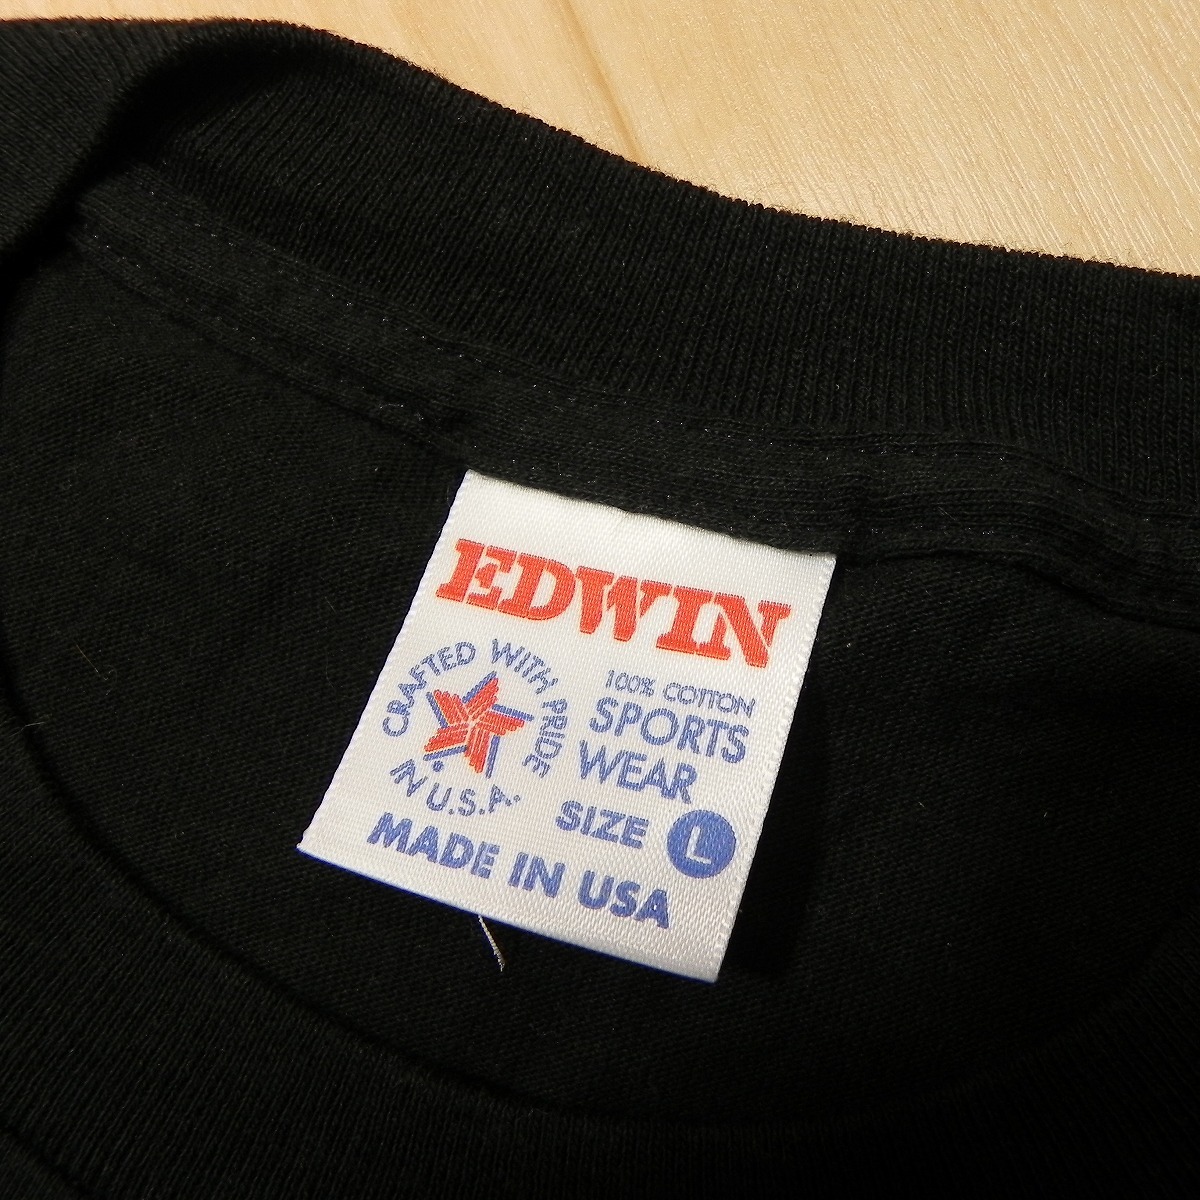 EDWIN
CRAFTED WITH PRIDE
IN U.S.A.
100% COTTON
SPORTS
WEAR
SIZE L
MADE IN USA